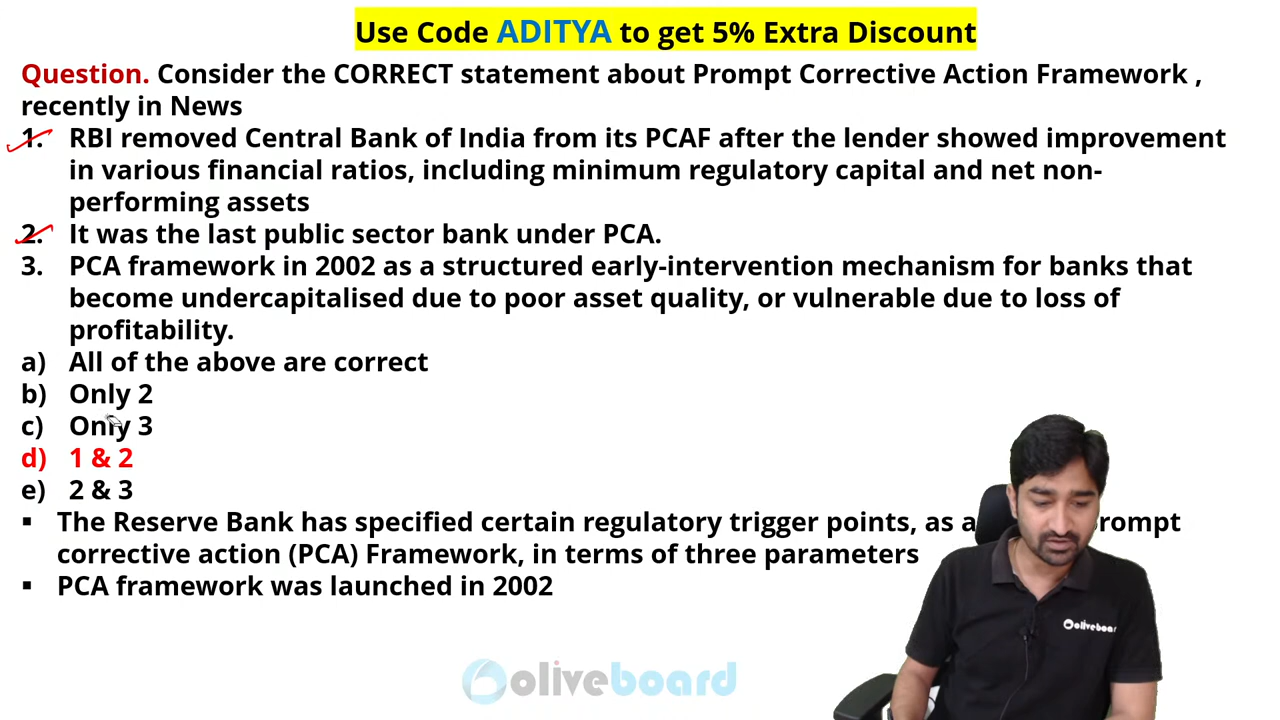 Use Code ADITYA to get 5% Extra Discount
Question. Consider the CORRECT statement about Prompt Corrective Action Framework ,
recently in News
1. RBI removed Central Bank of India from its PCAF after the lender showed improvement
in various financial ratios, including minimum regulatory capital and net non-
performing assets
2. It was the last public sector bank under PCA.
3. PCA framework in 2002 as a structured early-intervention mechanism for banks that
become undercapitalised due to poor asset quality, or vulnerable due to loss of
profitability.
a) All of the above are correct
b) Only 2
c) Only 3
d) 1 & 2
e) 2 & 3
▪ The Reserve Bank has specified certain regulatory trigger points, as a
corrective action (PCA) Framework, in terms of three parameters
▪ PCA framework was launched in 2002
oliveboard
oliveboard